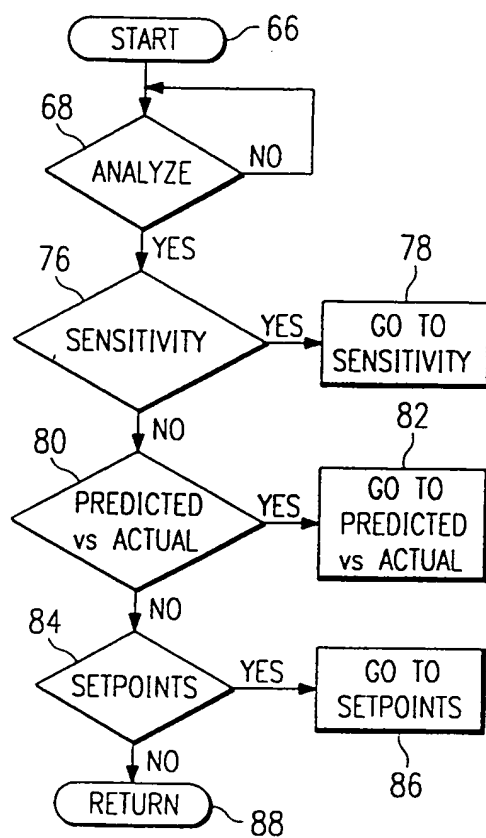 START
66
68
ANALYZE
NO
YES
76
78
SENSITIVITY
YES
GO TO
SENSITIVITY
NO
80
82
PREDICTED
vs ACTUAL
YES
GO TO
PREDICTED
vs ACTUAL
NO
84
SETPOINTS
YES
GO TO
SETPOINTS
86
NO
RETURN
88